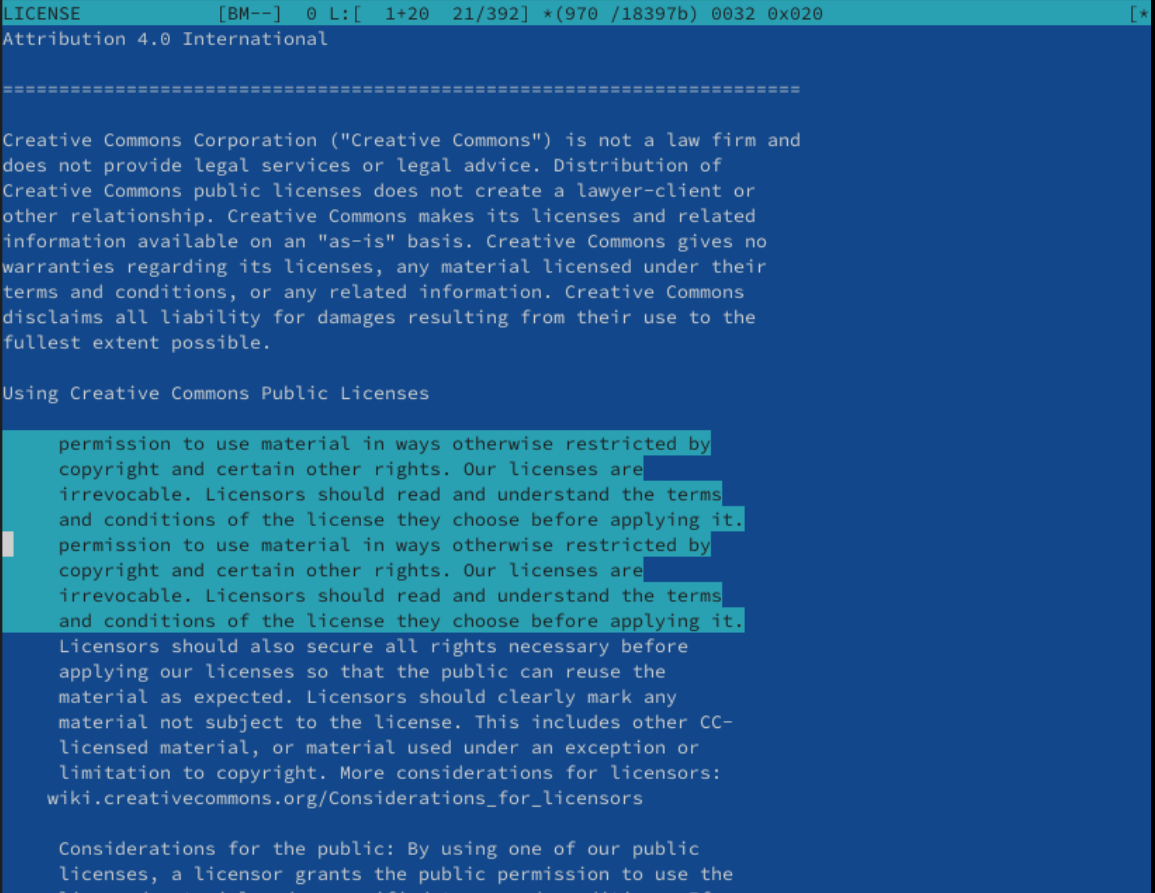 LICENSE [BM--] 0 L:[ 1+20 21/392] *(970 /18397b) 0032 0x020 [*
Attribution 4.0 International
=======================================================================
Creative Commons Corporation ("Creative Commons") is not a law firm and
does not provide legal services or legal advice. Distribution of
Creative Commons public licenses does not create a lawyer-client or
other relationship. Creative Commons makes its licenses and related
information available on an "as-is" basis. Creative Commons gives no
warranties regarding its licenses, any material licensed under their
terms and conditions, or any related information. Creative Commons
disclaims all liability for damages resulting from their use to the
fullest extent possible.
Using Creative Commons Public Licenses
permission to use material in ways otherwise restricted by
copyright and certain other rights. Our licenses are
irrevocable. Licensors should read and understand the terms
and conditions of the license they choose before applying it.
permission to use material in ways otherwise restricted by
copyright and certain other rights. Our licenses are
irrevocable. Licensors should read and understand the terms
and conditions of the license they choose before applying it.
Licensors should also secure all rights necessary before
applying our licenses so that the public can reuse the
material as expected. Licensors should clearly mark any
material not subject to the license. This includes other CC-
licensed material, or material used under an exception or
limitation to copyright. More considerations for licensors:
wiki.creativecommons.org/Considerations_for_licensors
Considerations for the public: By using one of our public
licenses, a licensor grants the public permission to use the